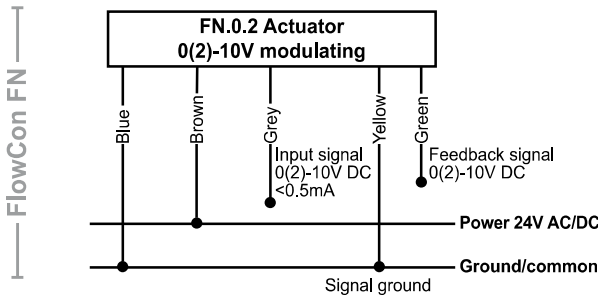 FlowCon FN
FN.0.2 Actuator
0(2)-10V modulating
Blue
Brown
Grey
Yellow
Green
Input signal
0(2)-10V DC
<0.5mA
Feedback signal
0(2)-10V DC
Power 24V AC/DC
Ground/common
Signal ground